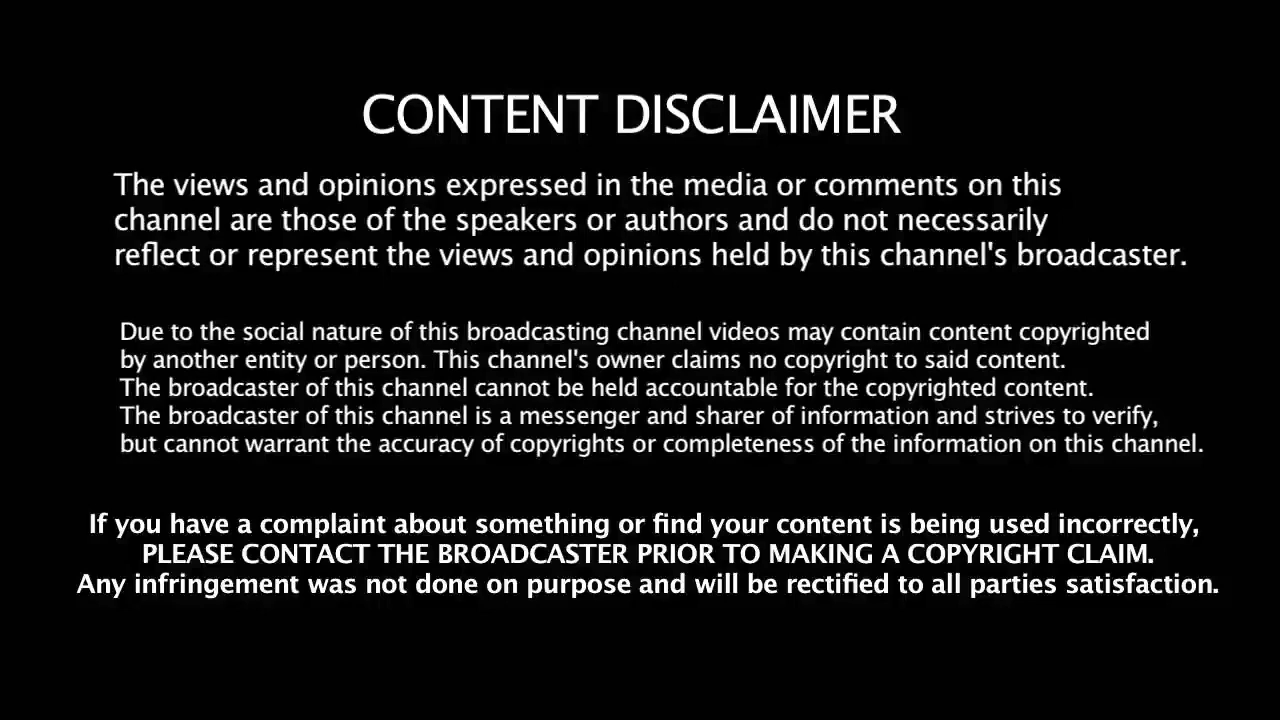 CONTENT DISCLAIMER
The views and opinions expressed in the media or comments on this
channel are those of the speakers or authors and do not necessarily
reflect or represent the views and opinions held by this channel's broadcaster.
Due to the social nature of this broadcasting channel videos may contain content copyrighted
by another entity or person. This channel's owner claims no copyright to said content.
The broadcaster of this channel cannot be held accountable for the copyrighted content.
The broadcaster of this channel is a messenger and sharer of information and strives to verify,
but cannot warrant the accuracy of copyrights or completeness of the information on this channel.
If you have a complaint about something or find your content is being used incorrectly,
PLEASE CONTACT THE BROADCASTER PRIOR TO MAKING A COPYRIGHT CLAIM.
Any infringement was not done on purpose and will be rectified to all parties satisfaction.